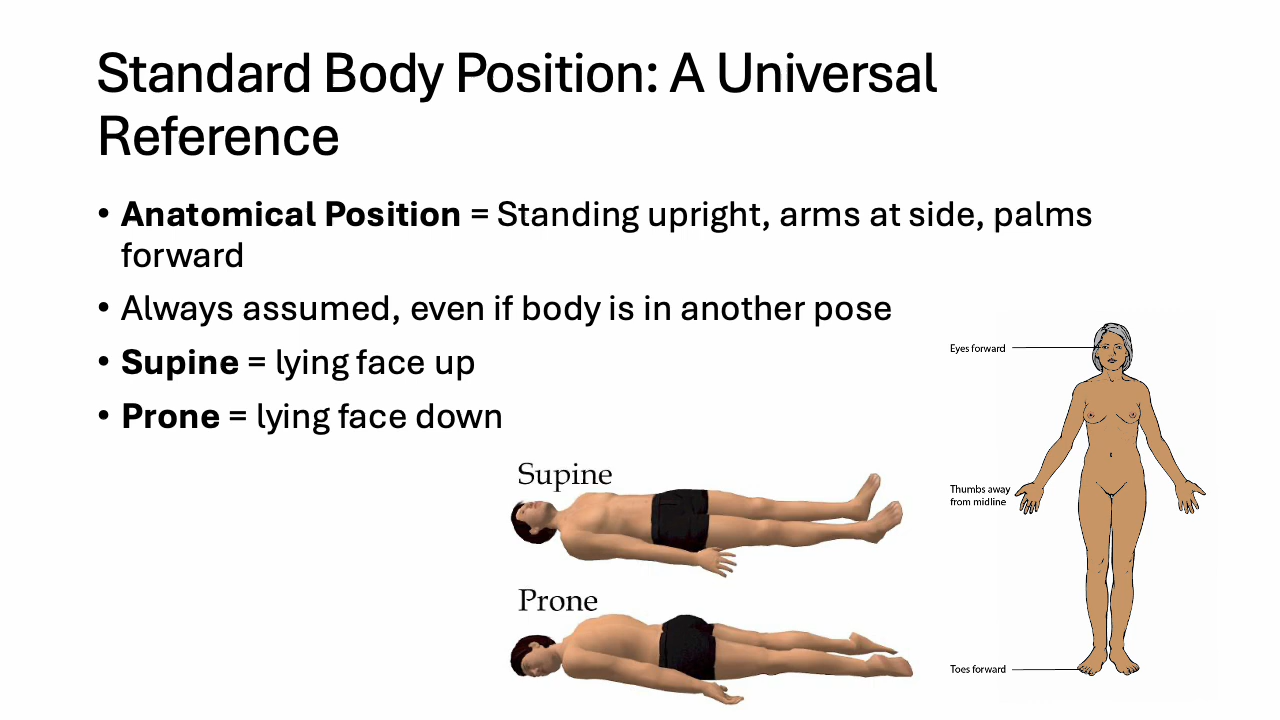 Standard Body Position: A Universal
Reference
• Anatomical Position = Standing upright, arms at side, palms
forward
• Always assumed, even if body is in another pose
• Supine = lying face up
• Prone = lying face down
Eyes forward
Supine
Thumbs away
from midline
Prone
Toes forward